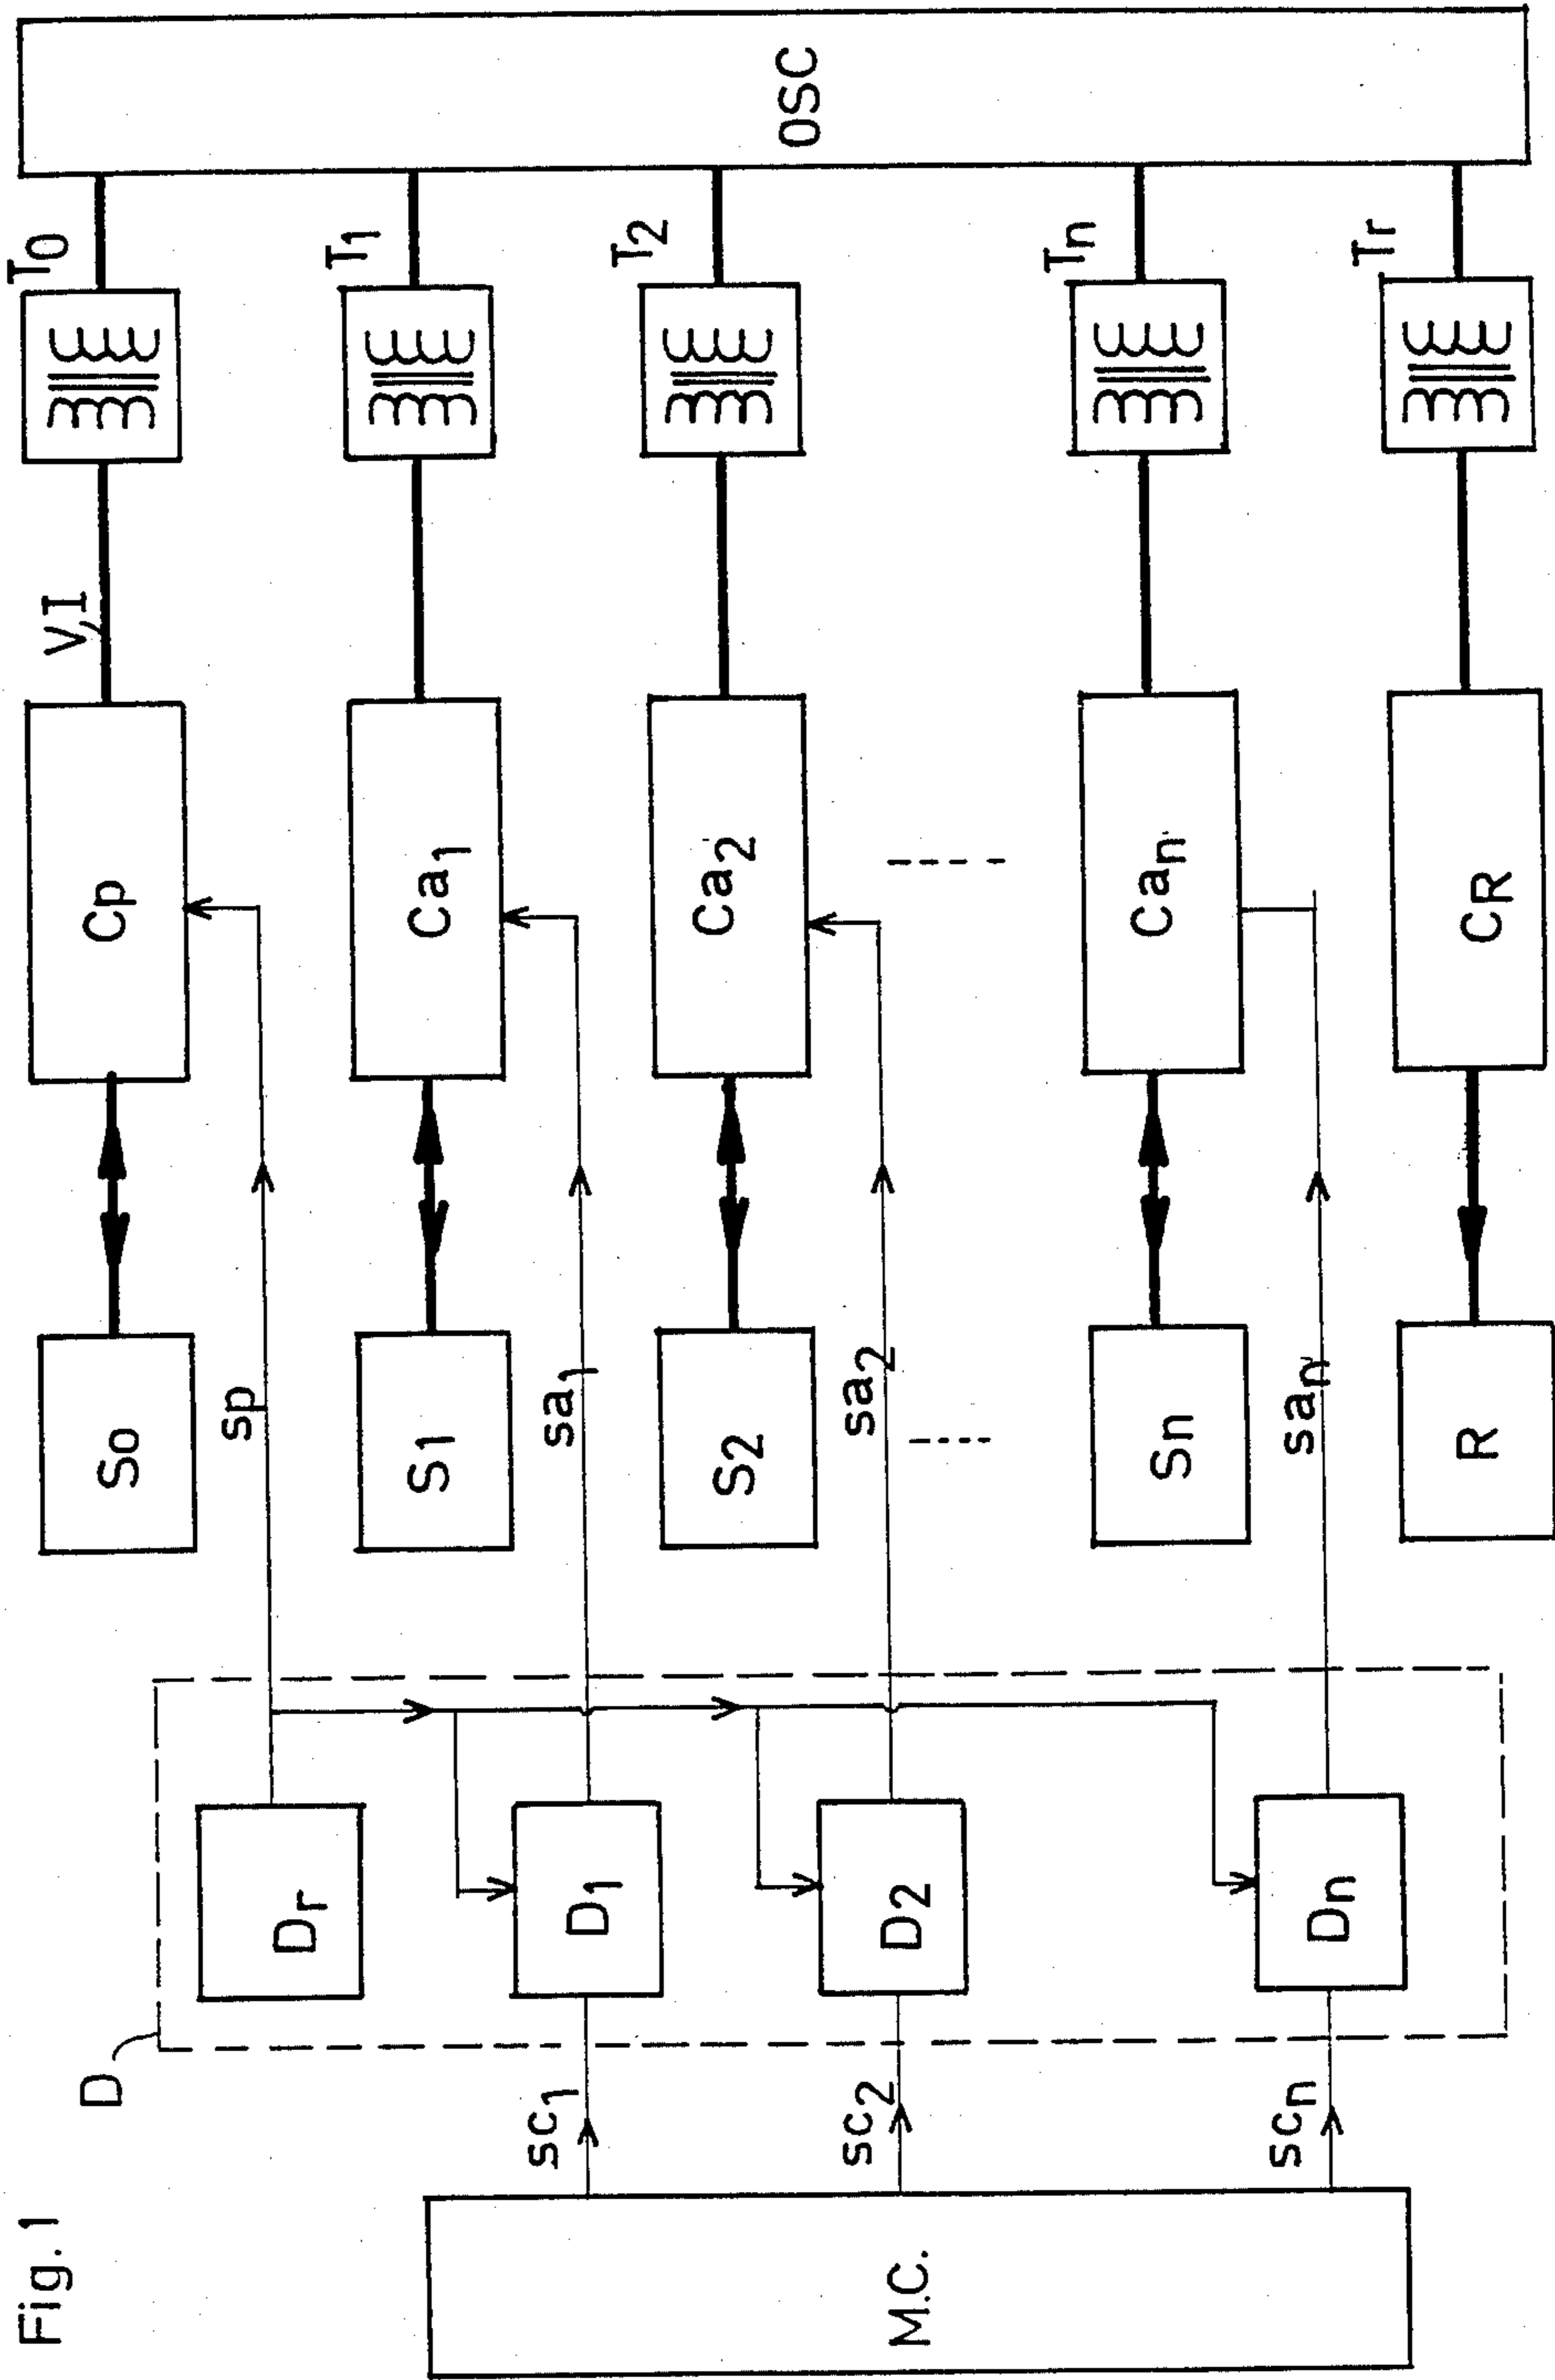 Fig. 1
M.C.
sc1
sc2
scn
D
Dr
D1
D2
Dn
sp
sa1
sa2
san
So
S1
S2
Sn
R
Cp
Ca1
Ca2
Can
CR
V,I
T0
T1
T2
Tn
Tr
OSC